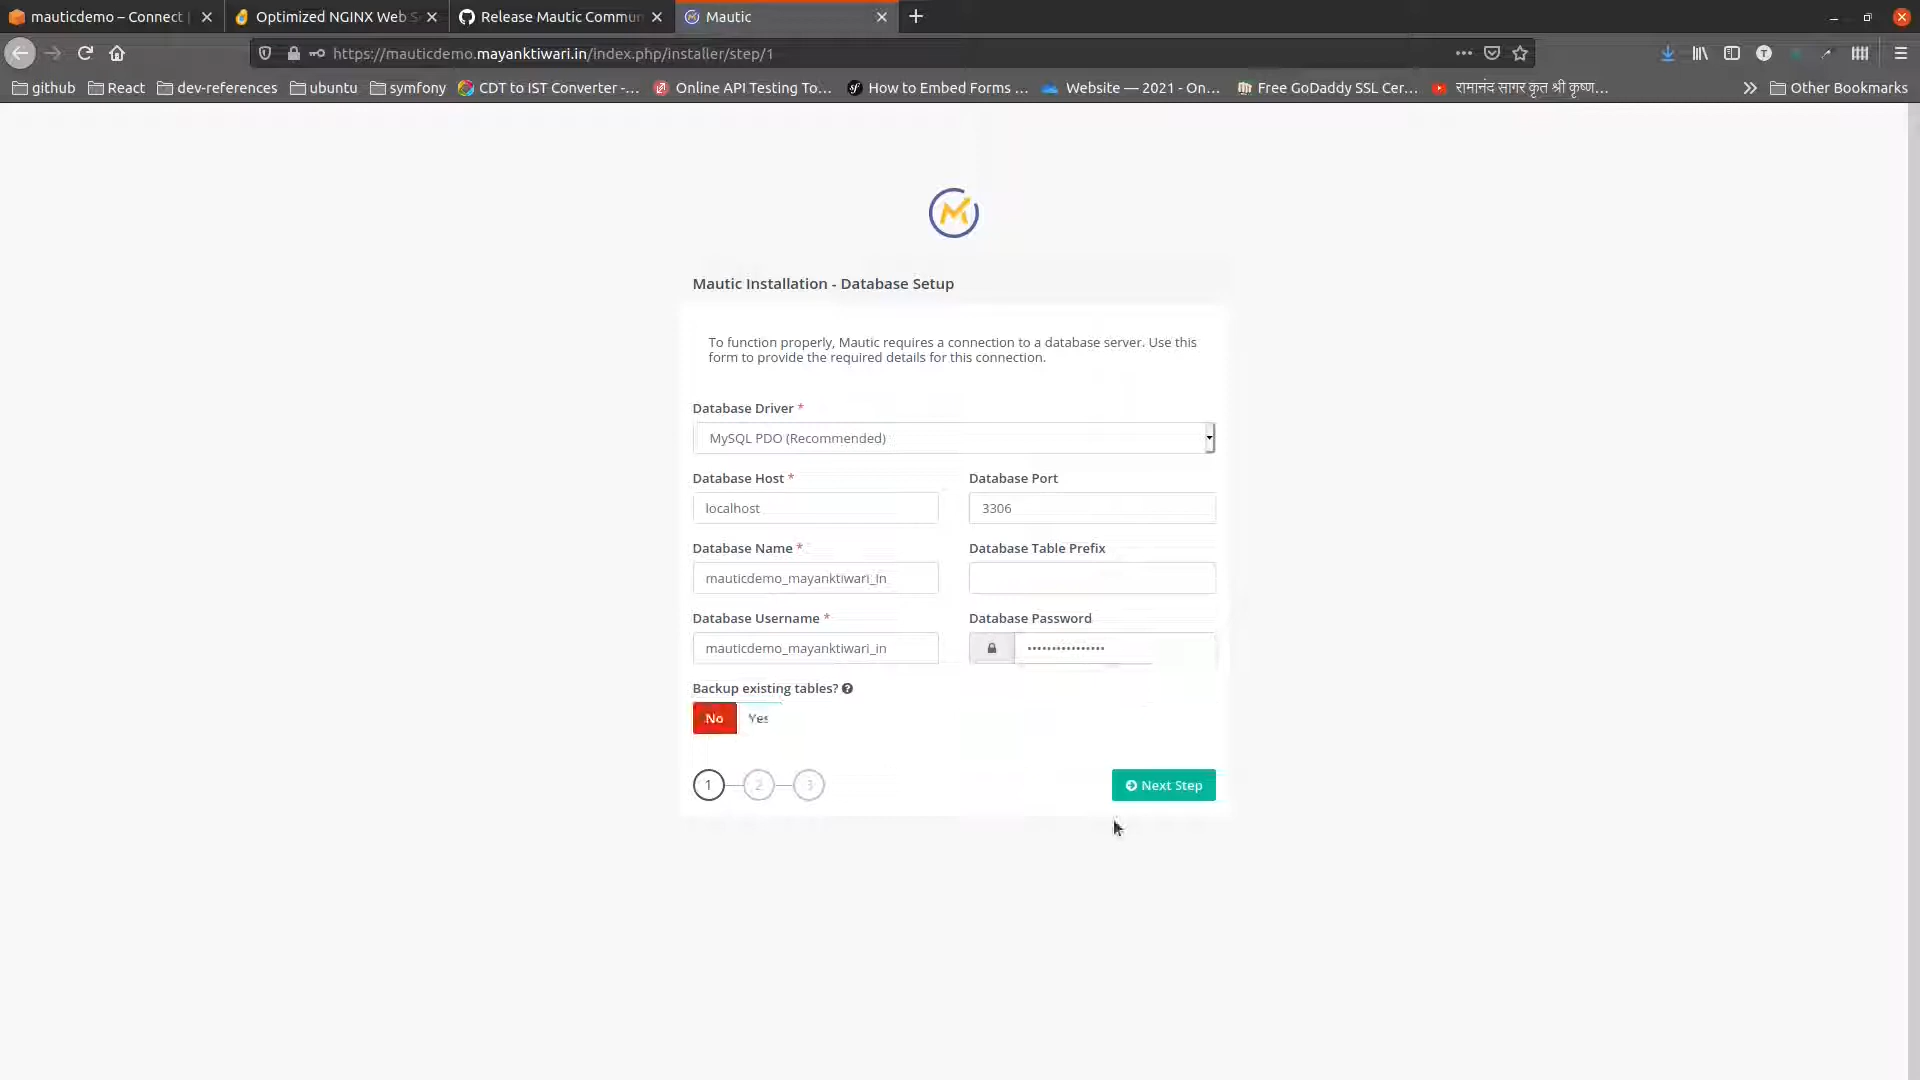 mauticdemo – Connect
Optimized NGINX Web S
Release Mautic Commun
Mautic
https://mauticdemo.mayanktiwari.in/index.php/installer/step/1
github
React
dev-references
ubuntu
symfony
CDT to IST Converter -...
Online API Testing To...
How to Embed Forms ...
Website — 2021 - On...
Free GoDaddy SSL Cer...
रामानंद सागर कृत श्री कृष्ण...
Other Bookmarks
Mautic Installation - Database Setup
To function properly, Mautic requires a connection to a database server. Use this
form to provide the required details for this connection.
Database Driver *
MySQL PDO (Recommended)
Database Host *
Database Port
localhost
3306
Database Name *
Database Table Prefix
mauticdemo_mayanktiwari_in
Database Username *
Database Password
mauticdemo_mayanktiwari_in
••••••••••••••••
Backup existing tables?
No
Yes
1
2
3
Next Step